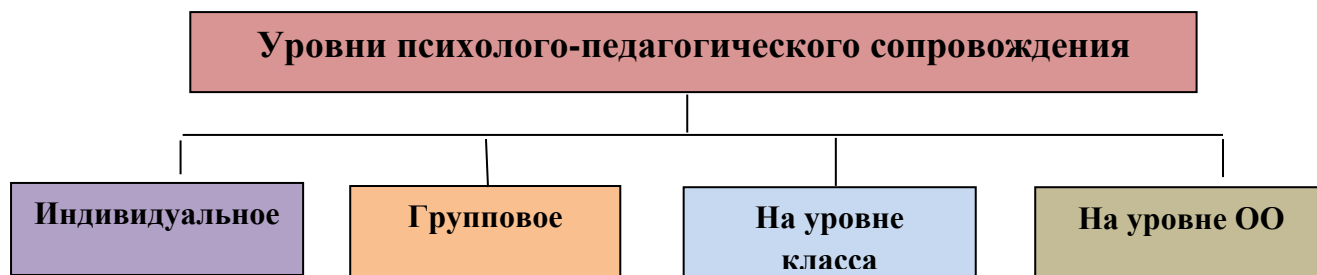 Уровни психолого-педагогического сопровождения
Индивидуальное
Групповое
На уровне
класса
На уровне ОО